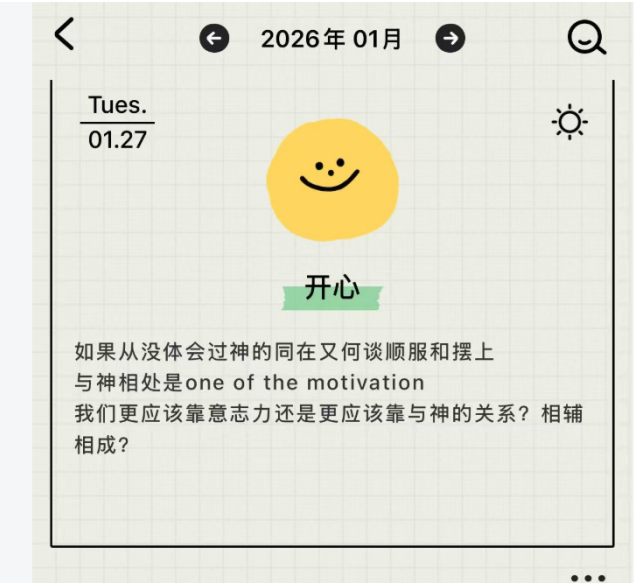 2026年 01月
Tues.
01.27
开心
如果从没体会过神的同在又何谈顺服和摆上
与神相处是one of the motivation
我们更应该靠意志力还是更应该靠与神的关系？相辅
相成？